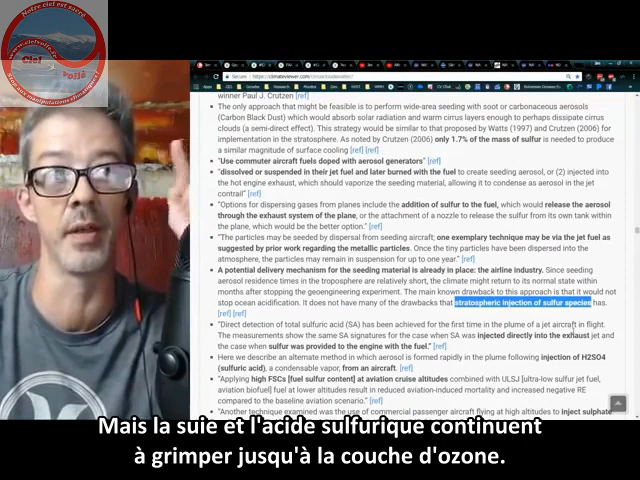 Notre ciel est sacré
Ciel
voilé
https://climateviewer.com
winner Paul J. Crutzen [ref]
The only approach that might be feasible is to perform wide-area seeding with soot or carbonaceous aerosols
(Carbon Black Dust) which would absorb solar radiation and warm cirrus layers enough to perhaps dissipate cirrus
clouds (a semi-direct effect). This strategy would be similar to that proposed by Watts (1997) and Crutzen (2006) for
implementation in the stratosphere. As noted by Crutzen (2006) only 1.7% of the mass of sulfur is needed to produce
a similar magnitude of surface cooling [ref] [ref]
"Use commuter aircraft fuels doped with aerosol generators" [ref]
"dissolved or suspended in their jet fuel and later burned with the fuel to create seeding aerosol, or (2) injected into
the hot engine exhaust, which should vaporize the seeding material, allowing it to condense as aerosol in the jet
contrail" [ref]
"Options for dispersing gases from planes include the addition of sulfur to the fuel, which would release the aerosol
through the exhaust system of the plane, or the attachment of a nozzle to release the sulfur from its own tank within
the plane, which would be the better option." [ref]
"The particles may be seeded by dispersal from seeding aircraft; one exemplary technique may be via the jet fuel as
suggested by prior work regarding the metallic particles. Once the tiny particles have been dispersed into the
atmosphere, the particles may remain in suspension for up to one year." [ref]
A potential delivery mechanism for the seeding material is already in place: the airline industry. Since seeding
aerosol residence times in the troposphere are relatively short, the climate might return to its normal state within
months after stopping the geoengineering experiment. The main known drawback to this approach is that it would not
stop ocean acidification. It does not have many of the drawbacks that stratospheric injection of sulfur species has.
[ref] [ref]
"Direct detection of total sulfuric acid (SA) has been achieved for the first time in the plume of a jet aircraft in flight.
The measurements show the same SA signatures for the case when SA was injected directly into the exhaust jet and
the case when sulfur was provided to the engine with the fuel." [ref]
Here we describe an alternate method in which aerosol is formed rapidly in the plume following injection of H2SO4
(sulfuric acid), a condensable vapor, from an aircraft. [ref]
"Applying high FSCs [fuel sulfur content] at aviation cruise altitudes combined with ULSJ [ultra-low sulfur jet fuel,
aviation biofuel] fuel at lower altitudes result in reduced aviation-induced mortality and increased negative RE
compared to the baseline aviation scenario." [ref]
"Another technique examined was the use of commercial passenger aircraft flying at high altitudes to inject sulphate
Mais la suie et l'acide sulfurique continuent
à grimper jusqu'à la couche d'ozone.